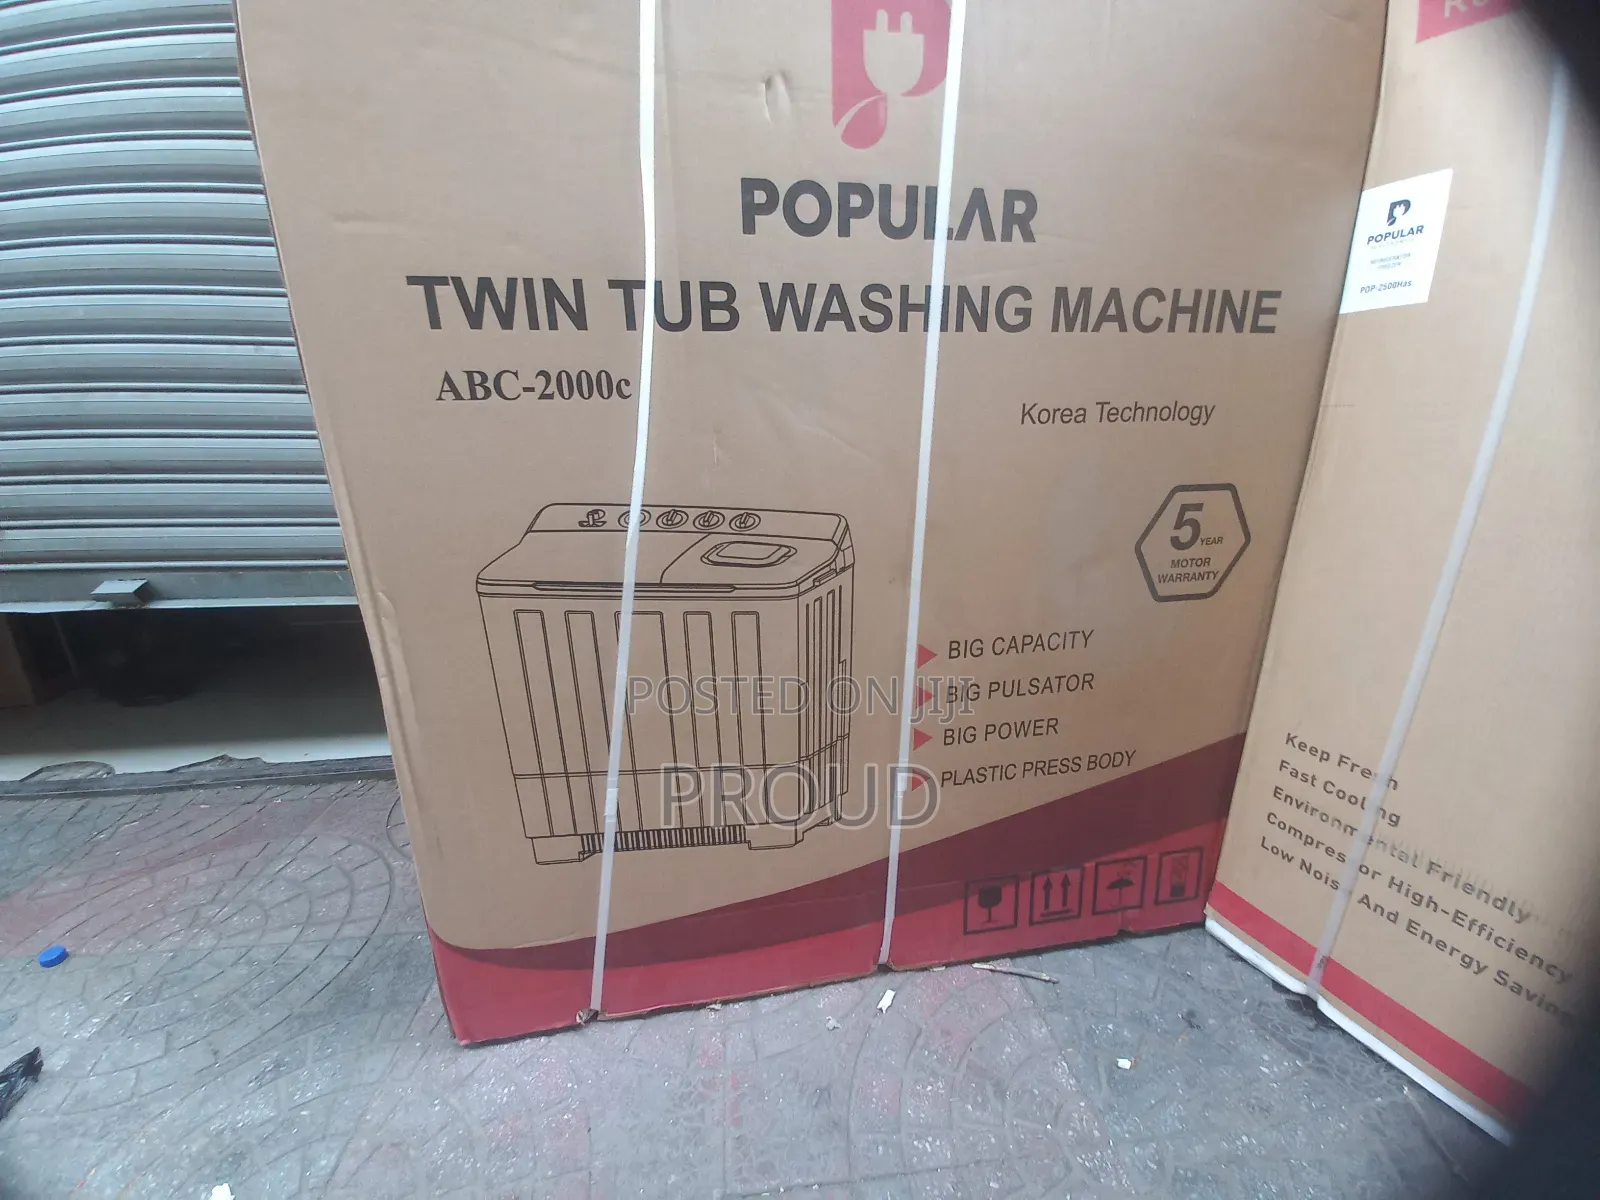 POPULAR
TWIN TUB WASHING MACHINE
ABC-2000c
Korea Technology
5 YEAR
MOTOR
WARRANTY
BIG CAPACITY
BIG PULSATOR
BIG POWER
PLASTIC PRESS BODY
POSTED ON JIJI
PROUD
POPULAR
POP-2600Has
Keep Fresh
Fast Cooling
Environmental Friendly
Compressor High-Efficiency
Low Noise And Energy Saving